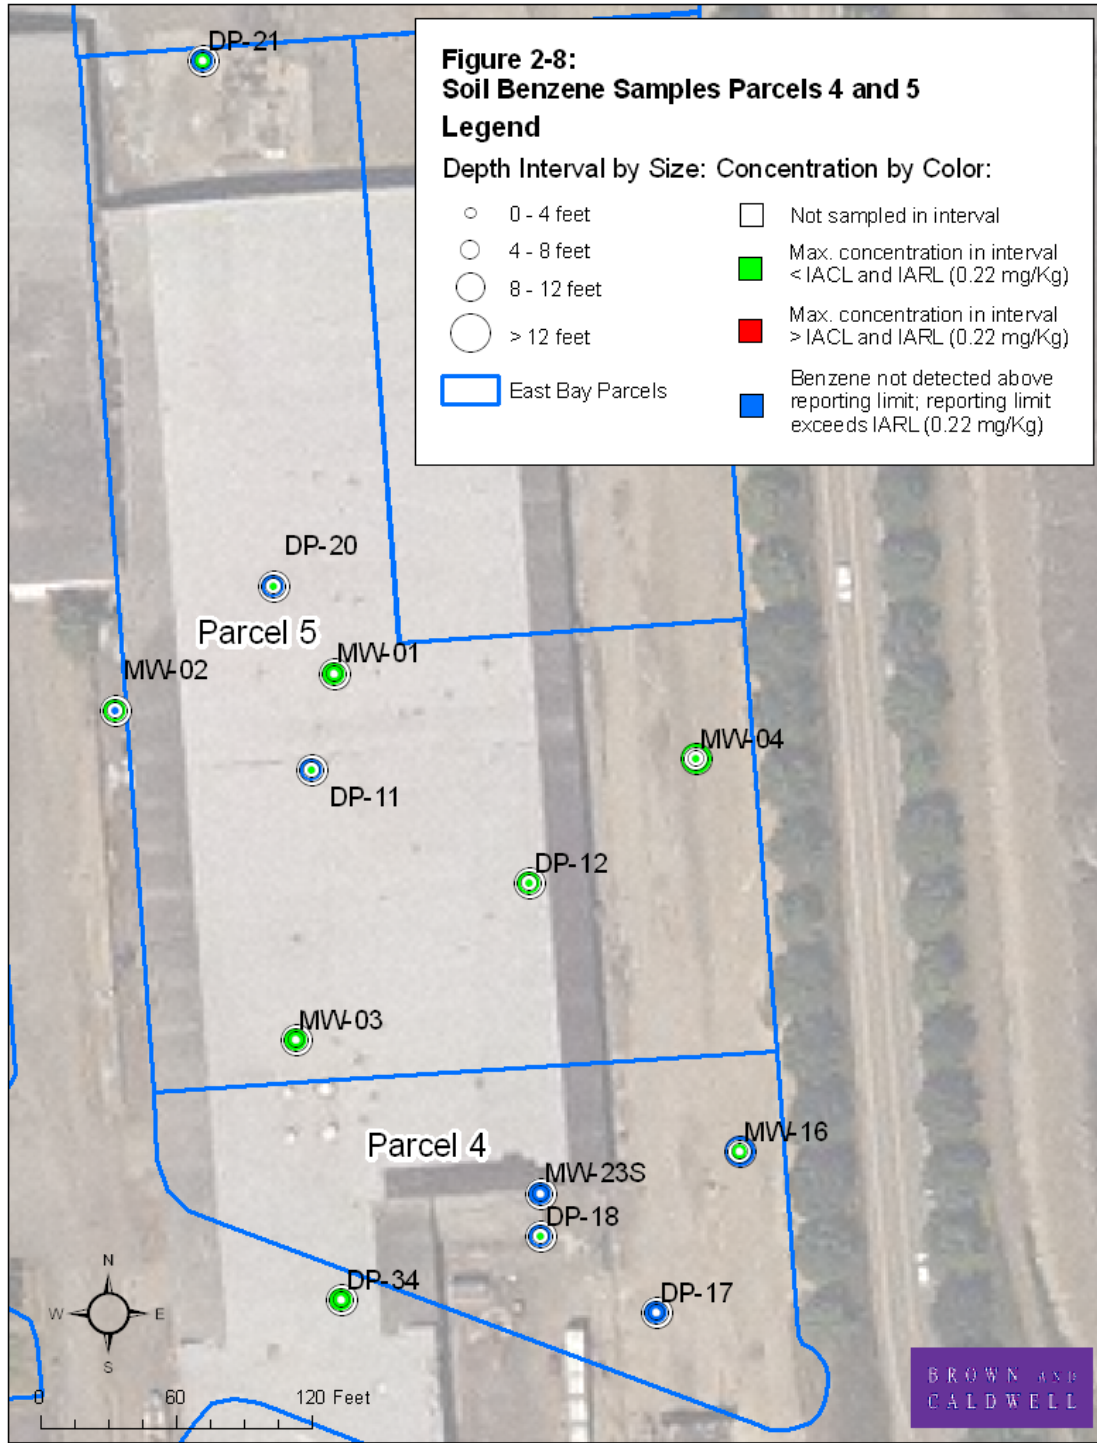 Figure 2-8:
Soil Benzene Samples Parcels 4 and 5
Legend
Depth Interval by Size: Concentration by Color:
0 - 4 feet
4 - 8 feet
8 - 12 feet
> 12 feet
East Bay Parcels
Not sampled in interval
Max. concentration in interval
< IACL and IARL (0.22 mg/Kg)
Max. concentration in interval
> IACL and IARL (0.22 mg/Kg)
Benzene not detected above
reporting limit; reporting limit
exceeds IARL (0.22 mg/Kg)
DP-21
DP-20
Parcel 5
MW-01
MW-02
MW-04
DP-11
DP-12
MW-03
Parcel 4
MW-16
MW-23S
DP-18
DP-34
DP-17
N
W E
S
0 60 120 Feet
BROWN AND
CALDWELL